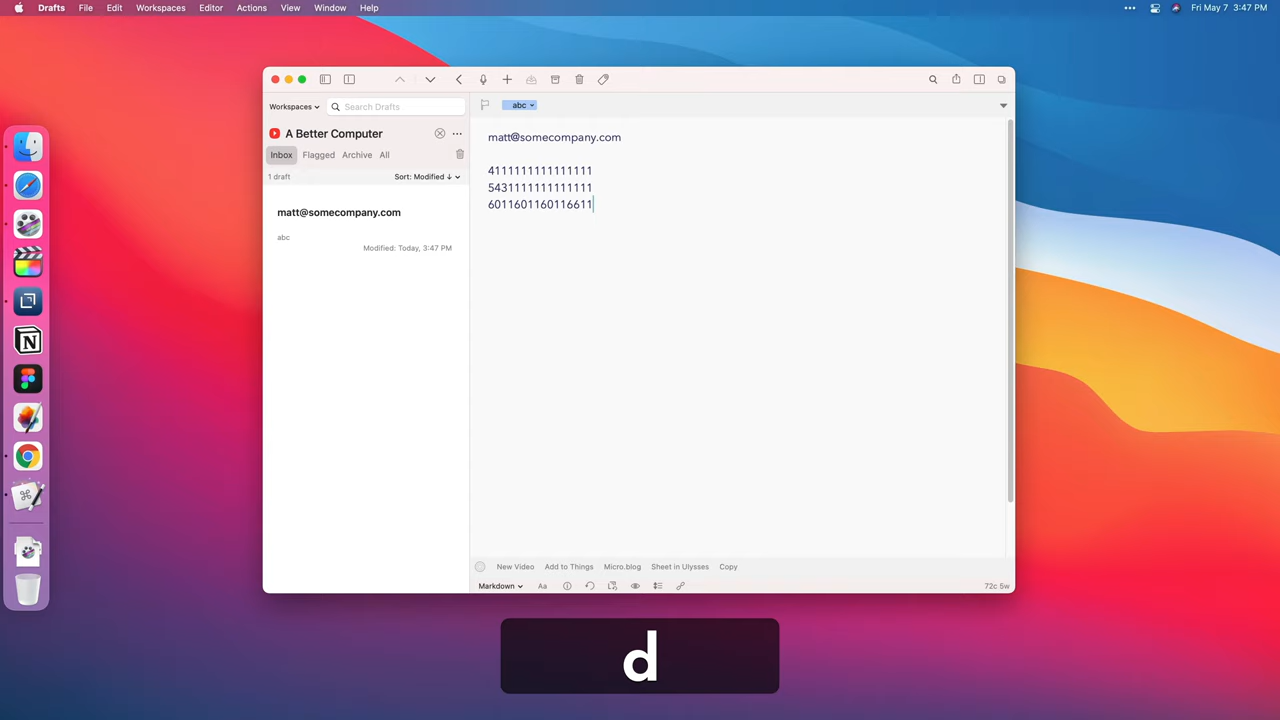 Drafts File Edit Workspaces Editor Actions View Window Help Fri May 7 3:47 PM
Workspaces Search Drafts abc
A Better Computer
Inbox Flagged Archive All
1 draft Sort: Modified
matt@somecompany.com
abc
Modified: Today, 3:47 PM
matt@somecompany.com
4111111111111111
5431111111111111
6011601160116611
New Video Add to Things Micro.blog Sheet in Ulysses Copy
Markdown Aa 72c 5w
d